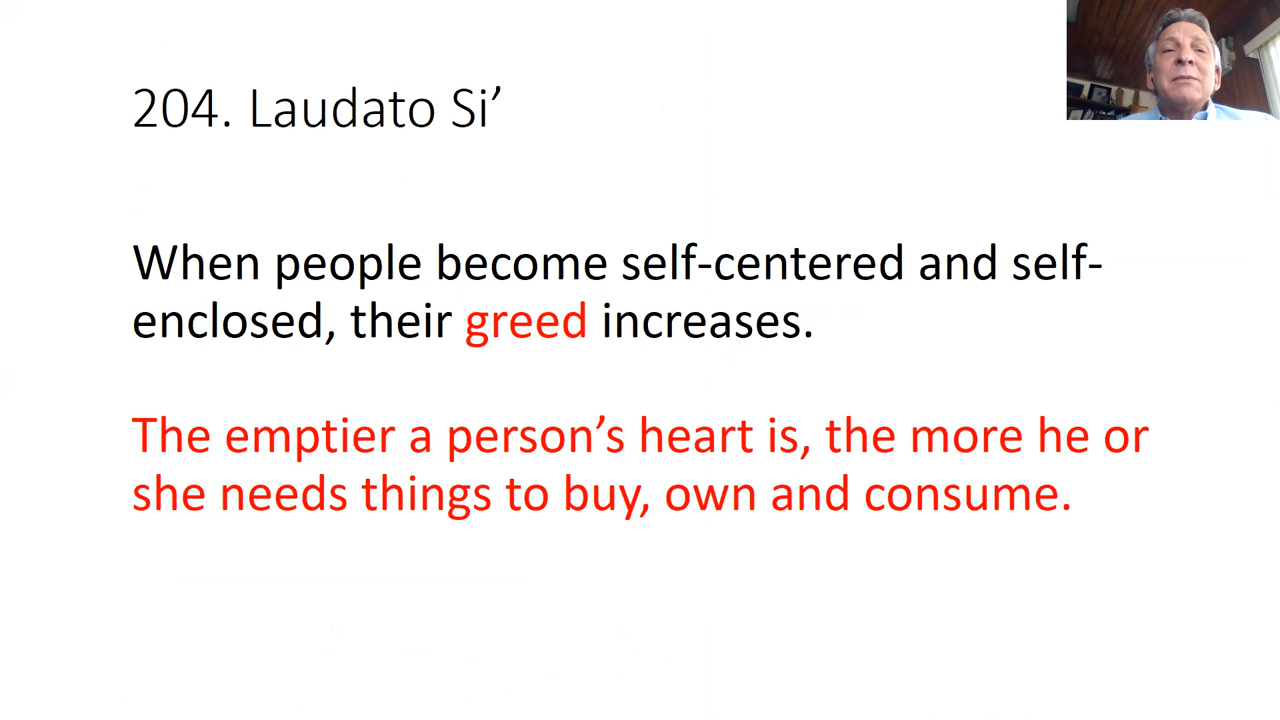 204. Laudato Si’
When people become self-centered and self-
enclosed, their greed increases.
The emptier a person’s heart is, the more he or
she needs things to buy, own and consume.